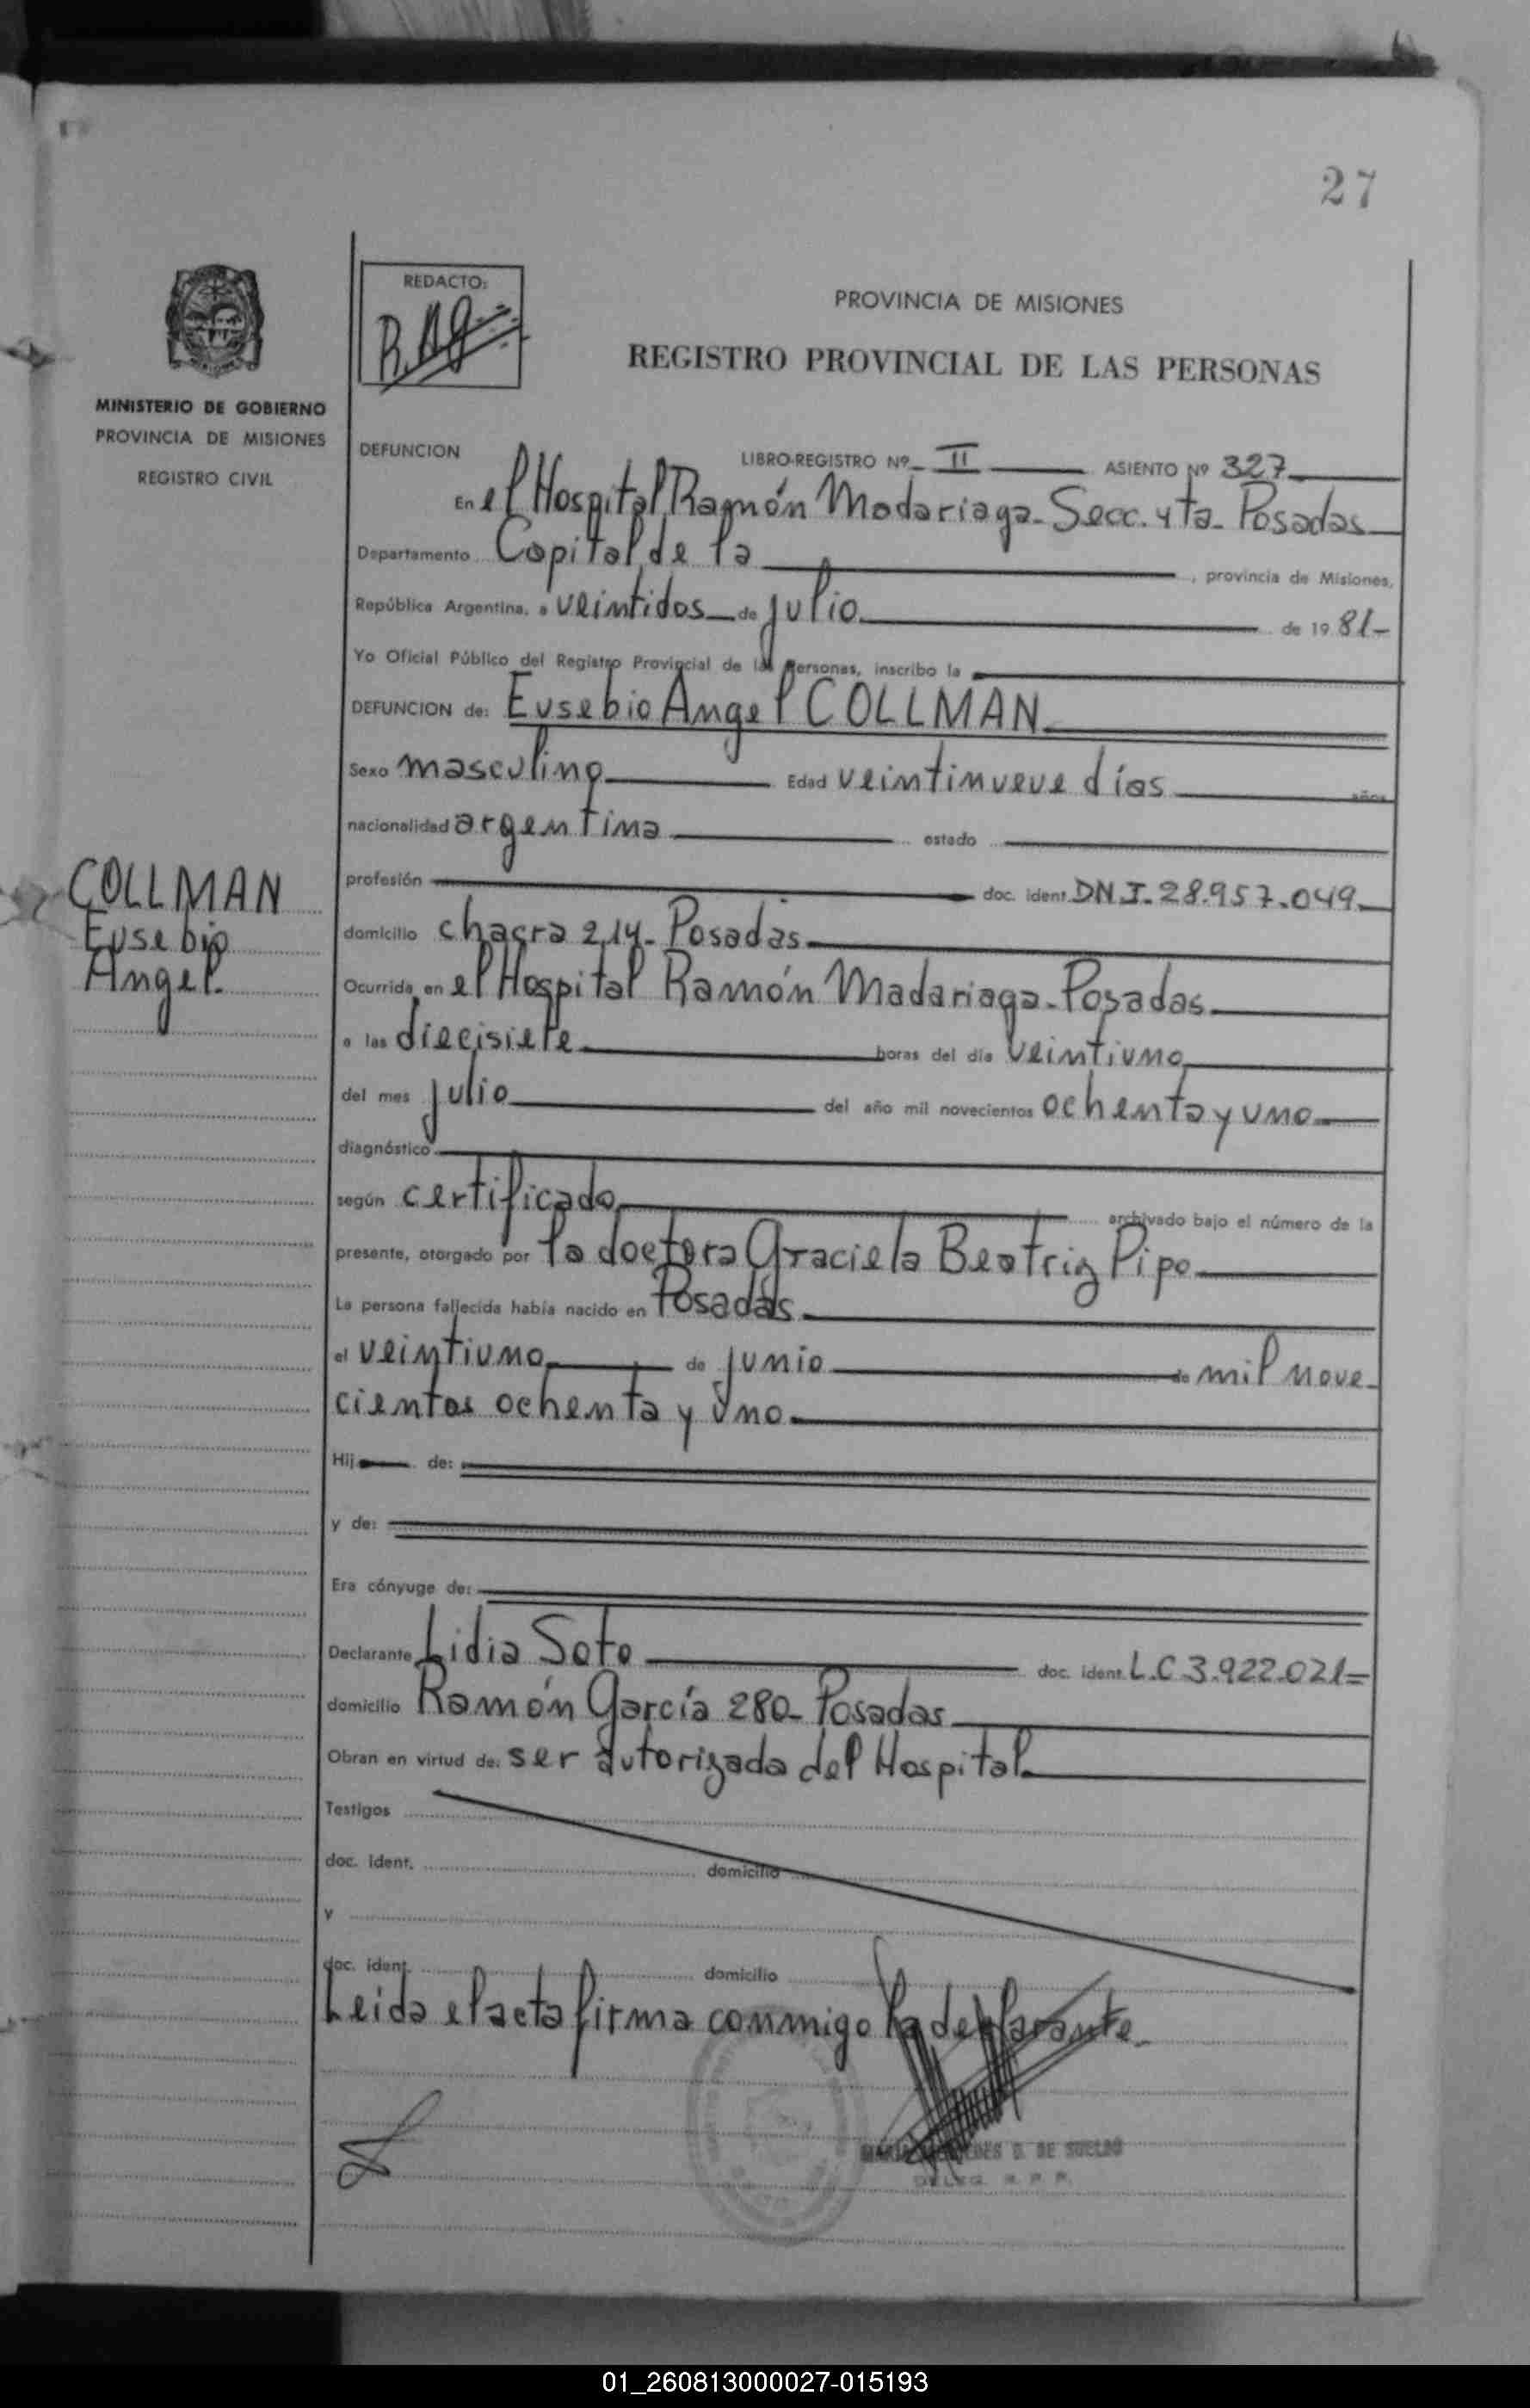 27
REDACTO:
PROVINCIA DE MISIONES
REGISTRO PROVINCIAL DE LAS PERSONAS
MINISTERIO DE GOBIERNO
PROVINCIA DE MISIONES
REGISTRO CIVIL
DEFUNCION LIBRO-REGISTRO Nº II ASIENTO Nº 327
En el Hospital Ramón Madariaga - Secc. 4ta - Posadas
Departamento Capital de la , provincia de Misiones,
República Argentina, a veintidos de julio de 1981-
Yo Oficial Público del Registro Provincial de las Personas, inscribo la
DEFUNCION de: Eusebio Angel COLLMAN
Sexo masculino Edad veintinueve días años
nacionalidad argentina estado
COLLMAN
Eusebio
Angel.
profesión doc. ident. DN.I. 28.957.049.
domicilio chacra 214- Posadas
Ocurrida en el Hospital Ramón Madariaga- Posadas
a las diecisiete horas del día veintiuno
del mes julio del año mil novecientos ochenta y uno
diagnóstico
según certificado archivado bajo el número de la
presente, otorgado por la doctora Graciela Beatriz Pipo
La persona fallecida había nacido en Posadas
el veintiuno de junio de mil nove-
cientos ochenta y uno
Hij de:
y de:
Era cónyuge de:
Declarante Lidia Soto doc. ident. L.C 3.922.021=
domicilio Ramón García 280- Posadas
Obran en virtud de: ser autorizada del Hospital
Testigos
doc. ident. domicilio
y
doc. ident. domicilio
Leida el acta firma conmigo la declarante
DE SUELDO
DELEG. R. P. P.
01_260813000027-015193